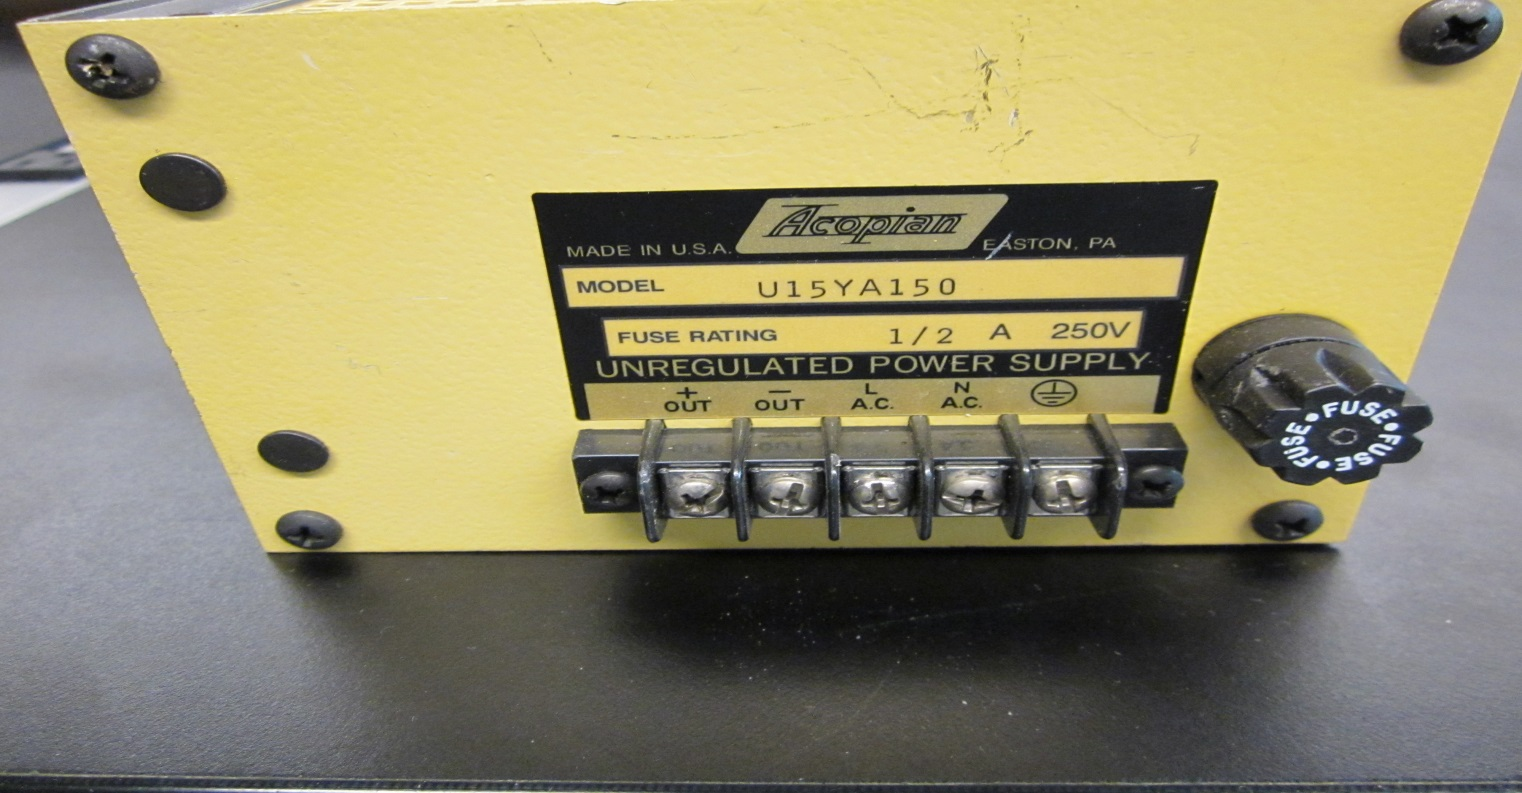 Acopian
MADE IN U.S.A. EASTON, PA
MODEL U15YA150
FUSE RATING 1/2 A 250V
UNREGULATED POWER SUPPLY
+ − L N
OUT OUT A.C. A.C.
FUSE • FUSE • FUSE •